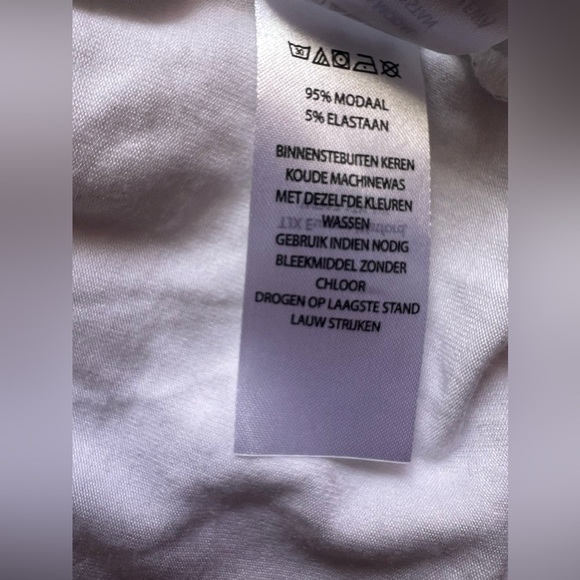 30
95% MODAAL
5% ELASTAAN
BINNENSTEBUITEN KEREN
KOUDE MACHINEWAS
MET DEZELFDE KLEUREN
WASSEN
GEBRUIK INDIEN NODIG
BLEEKMIDDEL ZONDER
CHLOOR
DROGEN OP LAAGSTE STAND
LAUW STRIJKEN